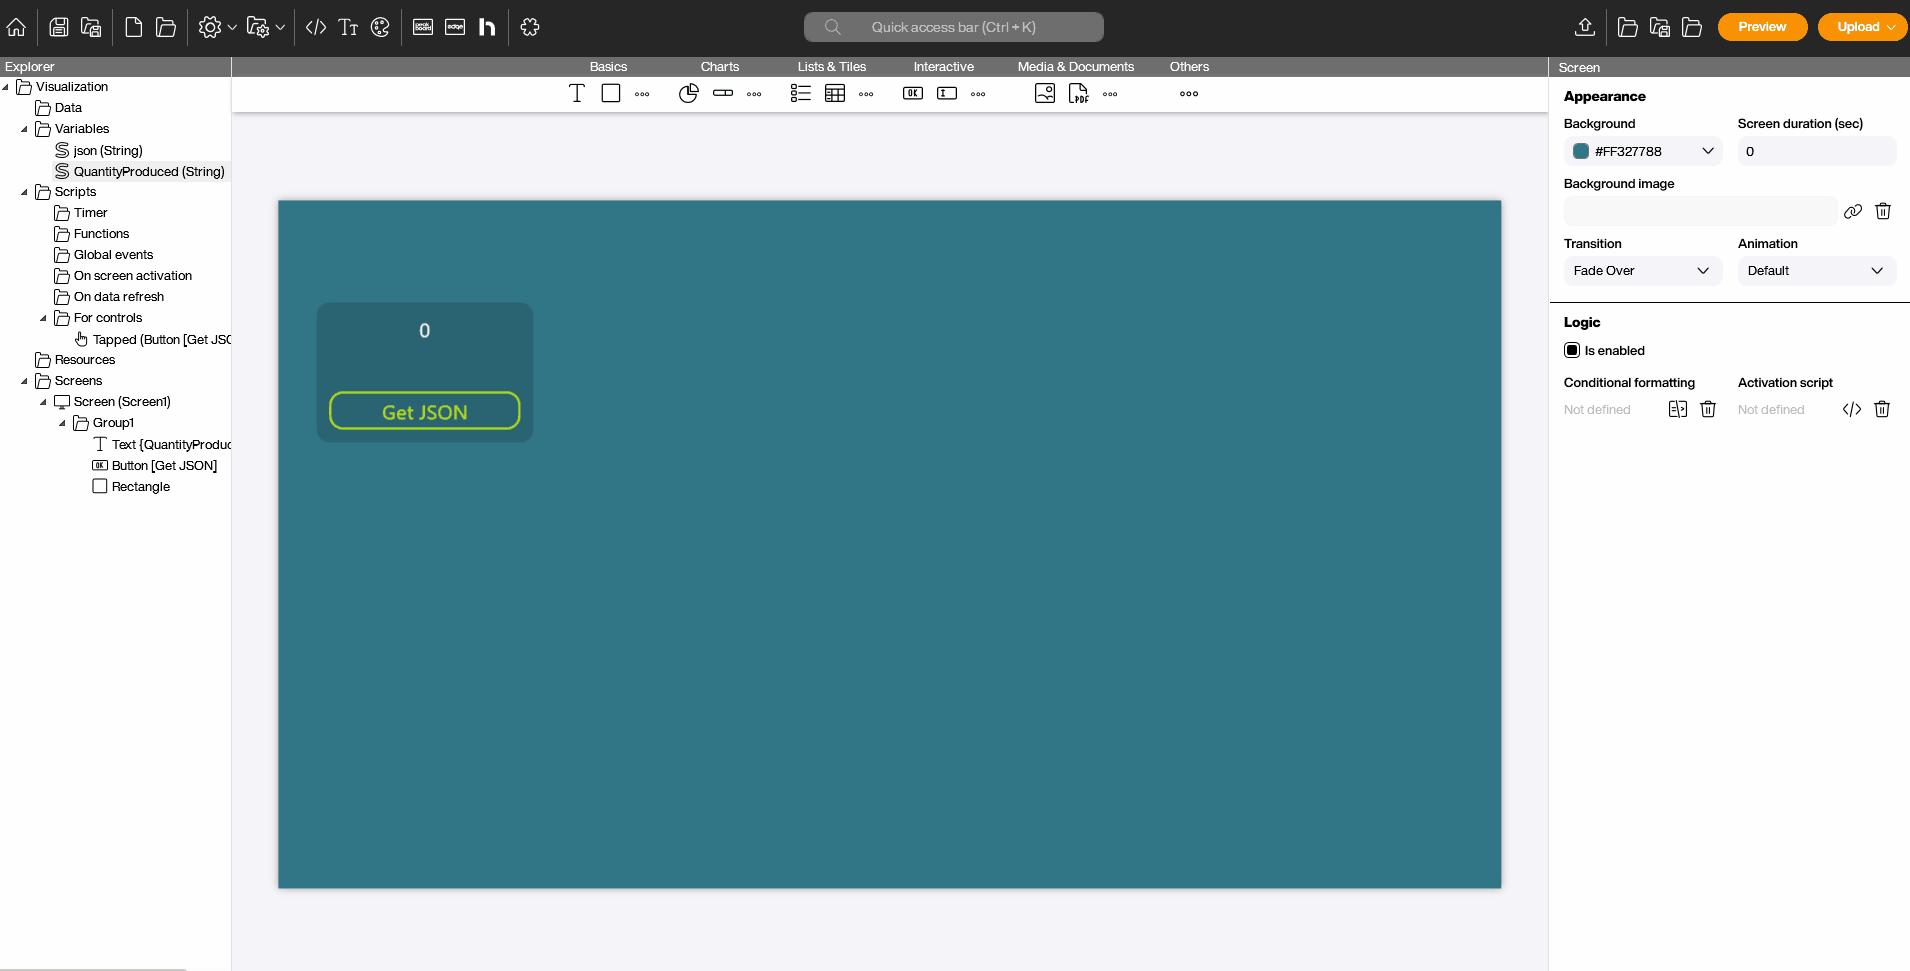 Quick access bar (Ctrl + K)
Preview
Upload
Explorer
Basics
Charts
Lists & Tiles
Interactive
Media & Documents
Others
Screen
Visualization
Data
Variables
json (String)
QuantityProduced (String)
Scripts
Timer
Functions
Global events
On screen activation
On data refresh
For controls
Tapped (Button [Get JSO
Resources
Screens
Screen (Screen1)
Group1
Text {QuantityProduc
Button [Get JSON]
Rectangle
0
Get JSON
Appearance
Background
Screen duration (sec)
#FF327788
0
Background image
Transition
Animation
Fade Over
Default
Logic
Is enabled
Conditional formatting
Activation script
Not defined
Not defined